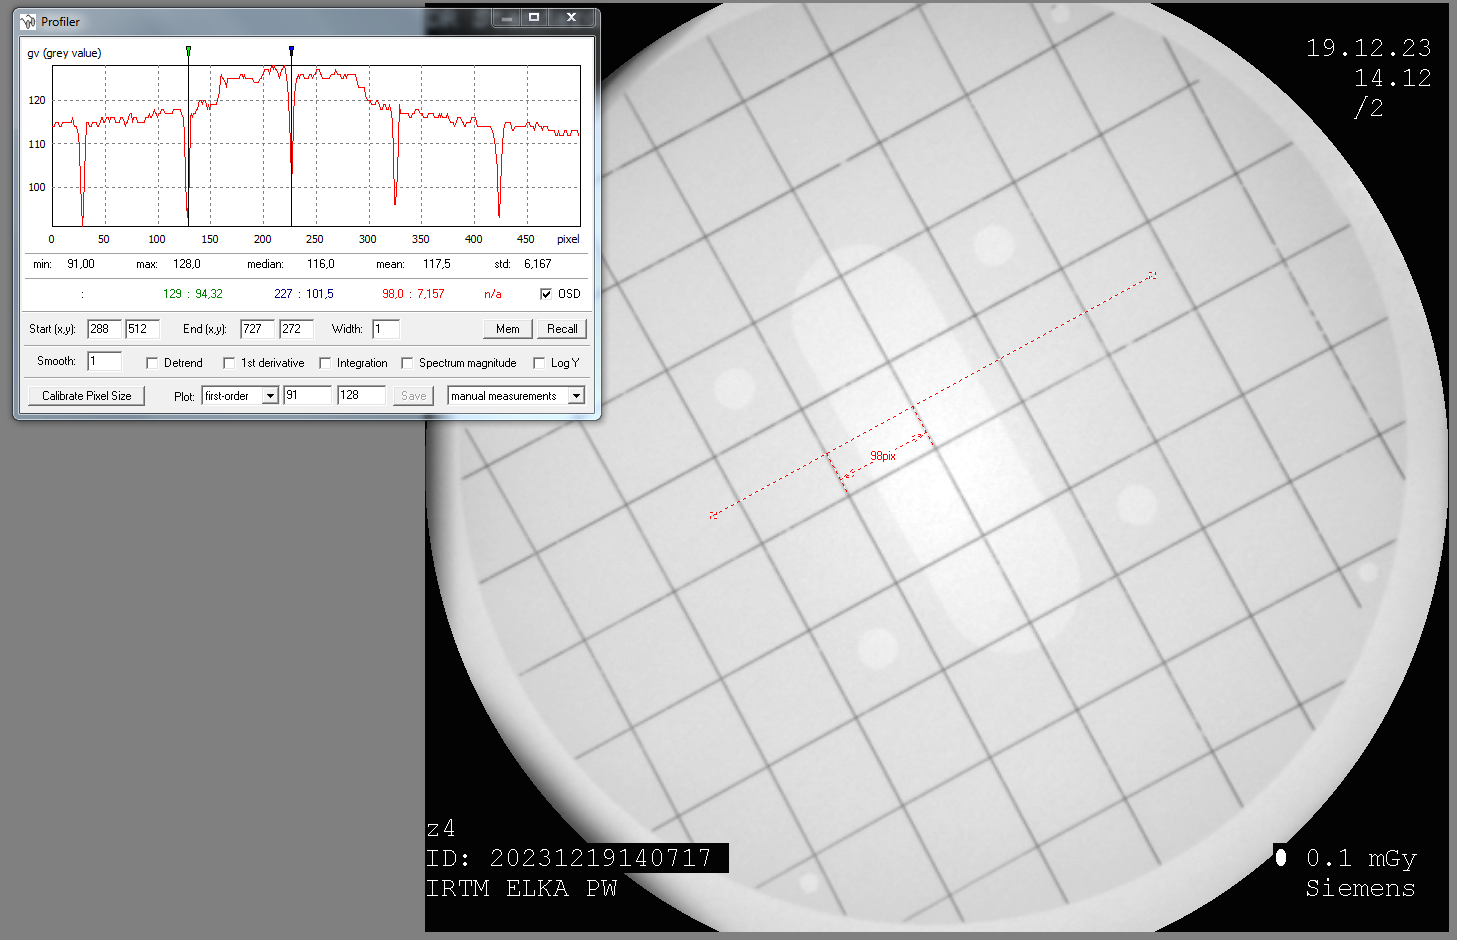 Profiler
gv (grey value)
120
110
100
0 50 100 150 200 250 300 350 400 450 pixel
min: 91,00 max: 128,0 median: 116,0 mean: 117,5 std: 6,167
: 129 : 94,32 227 : 101,5 98,0 : 7,157 n/a OSD
Start (x,y): 288 512 End (x,y): 727 272 Width: 1 Mem Recall
Smooth: 1 Detrend 1st derivative Integration Spectrum magnitude Log Y
Calibrate Pixel Size Plot: first-order 91 128 Save manual measurements
19.12.23
14.12
/2
98pix
z4
ID: 20231219140717
IRTM ELKA PW
0.1 mGy
Siemens